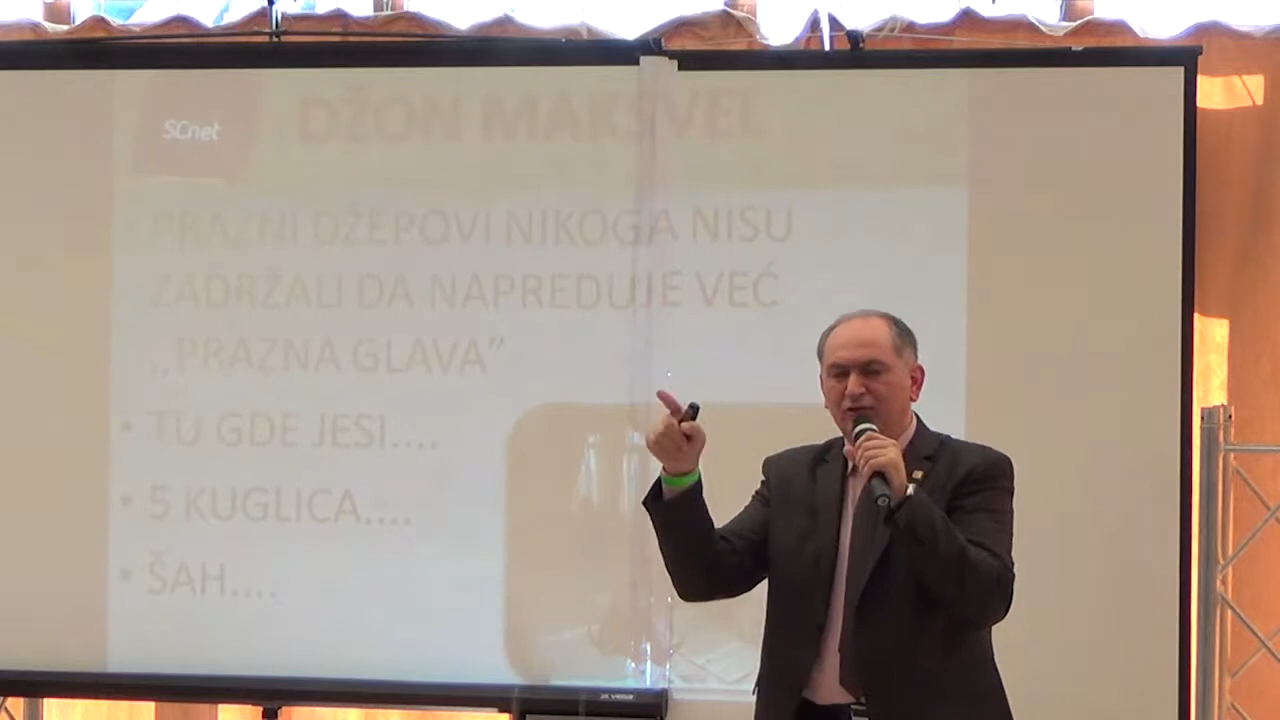 SCnet
DŽON MAKSVEL
• PRAZNI DŽEPOVI NIKOGA NISU
ZADRŽALI DA NAPREDUJE VEĆ
,,PRAZNA GLAVA”
• TU GDE JESI....
• 5 KUGLICA....
• ŠAH....